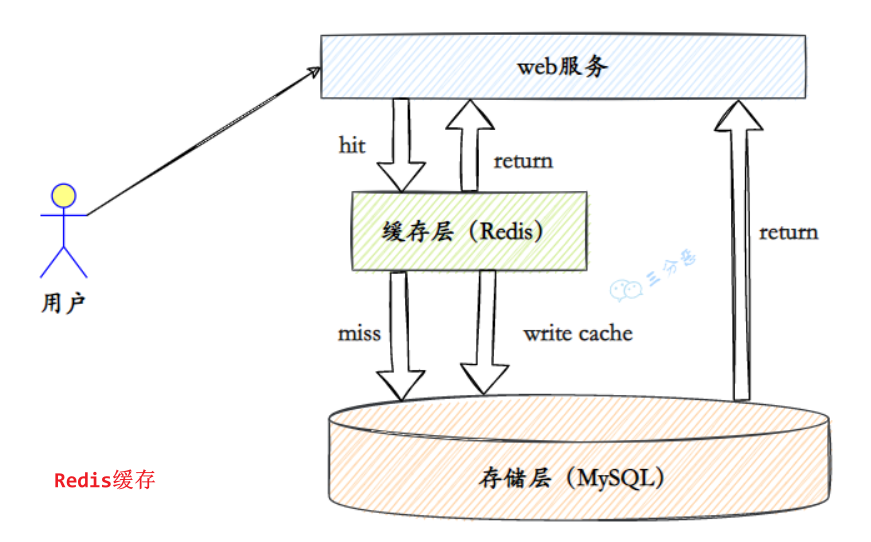 web服务
hit
return
缓存层（Redis）
return
三分恶
用户
miss
write cache
存储层（MySQL）
Redis缓存